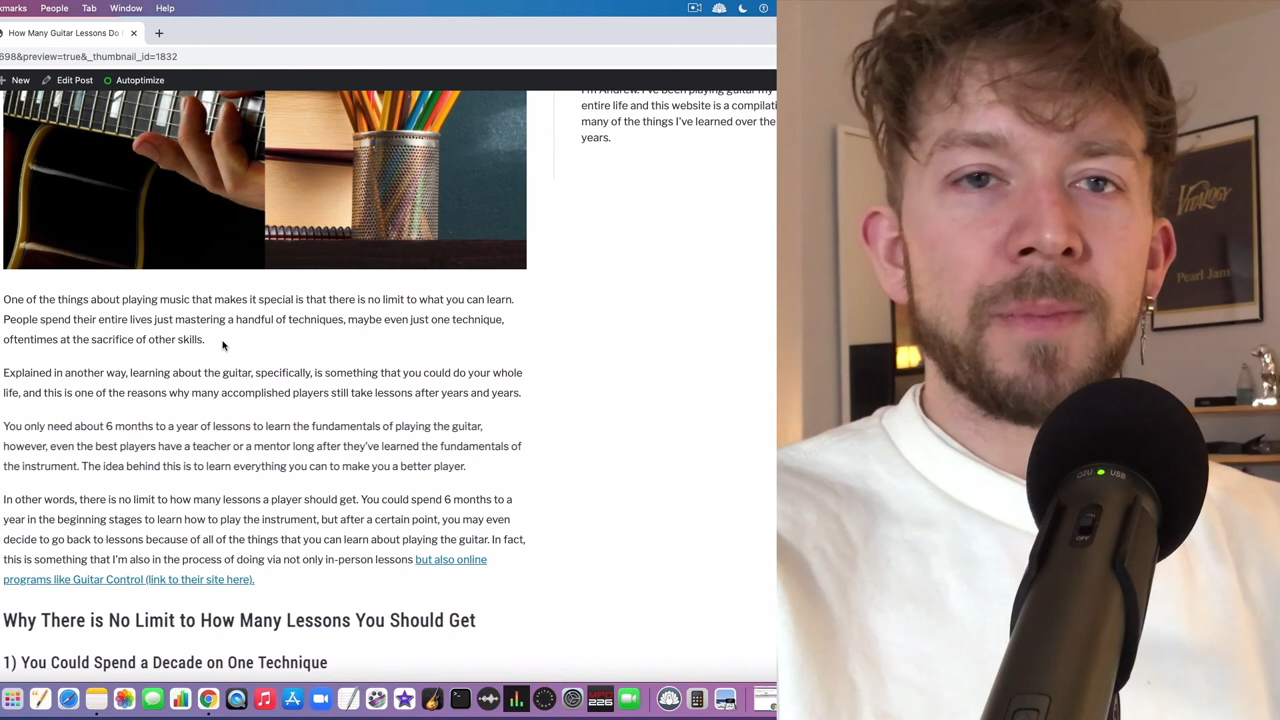 kmarks People Tab Window Help
How Many Guitar Lessons Do
698&preview=true&_thumbnail_id=1832
New Edit Post Autoptimize
entire life and this website is a compilati
many of the things I've learned over the
years.
One of the things about playing music that makes it special is that there is no limit to what you can learn.
People spend their entire lives just mastering a handful of techniques, maybe even just one technique,
oftentimes at the sacrifice of other skills.
Explained in another way, learning about the guitar, specifically, is something that you could do your whole
life, and this is one of the reasons why many accomplished players still take lessons after years and years.
You only need about 6 months to a year of lessons to learn the fundamentals of playing the guitar,
however, even the best players have a teacher or a mentor long after they've learned the fundamentals of
the instrument. The idea behind this is to learn everything you can to make you a better player.
In other words, there is no limit to how many lessons a player should get. You could spend 6 months to a
year in the beginning stages to learn how to play the instrument, but after a certain point, you may even
decide to go back to lessons because of all of the things that you can learn about playing the guitar. In fact,
this is something that I'm also in the process of doing via not only in-person lessons but also online
programs like Guitar Control (link to their site here).
Why There is No Limit to How Many Lessons You Should Get
1) You Could Spend a Decade on One Technique
VITALOGY
Pearl Jam
USB
OFF